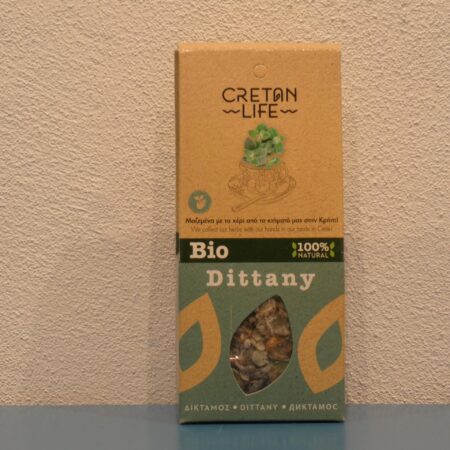 CRETAN
LIFE
Μαζεμένα με το χέρι από τα κτήματά μας στην Κρήτη!
We collect our herbs with our hands in our lands in Crete!
Bio
100%
NATURAL
Dittany
ΔΙΚΤΑΜΟΣ • DITTANY • ДИКТАМОС